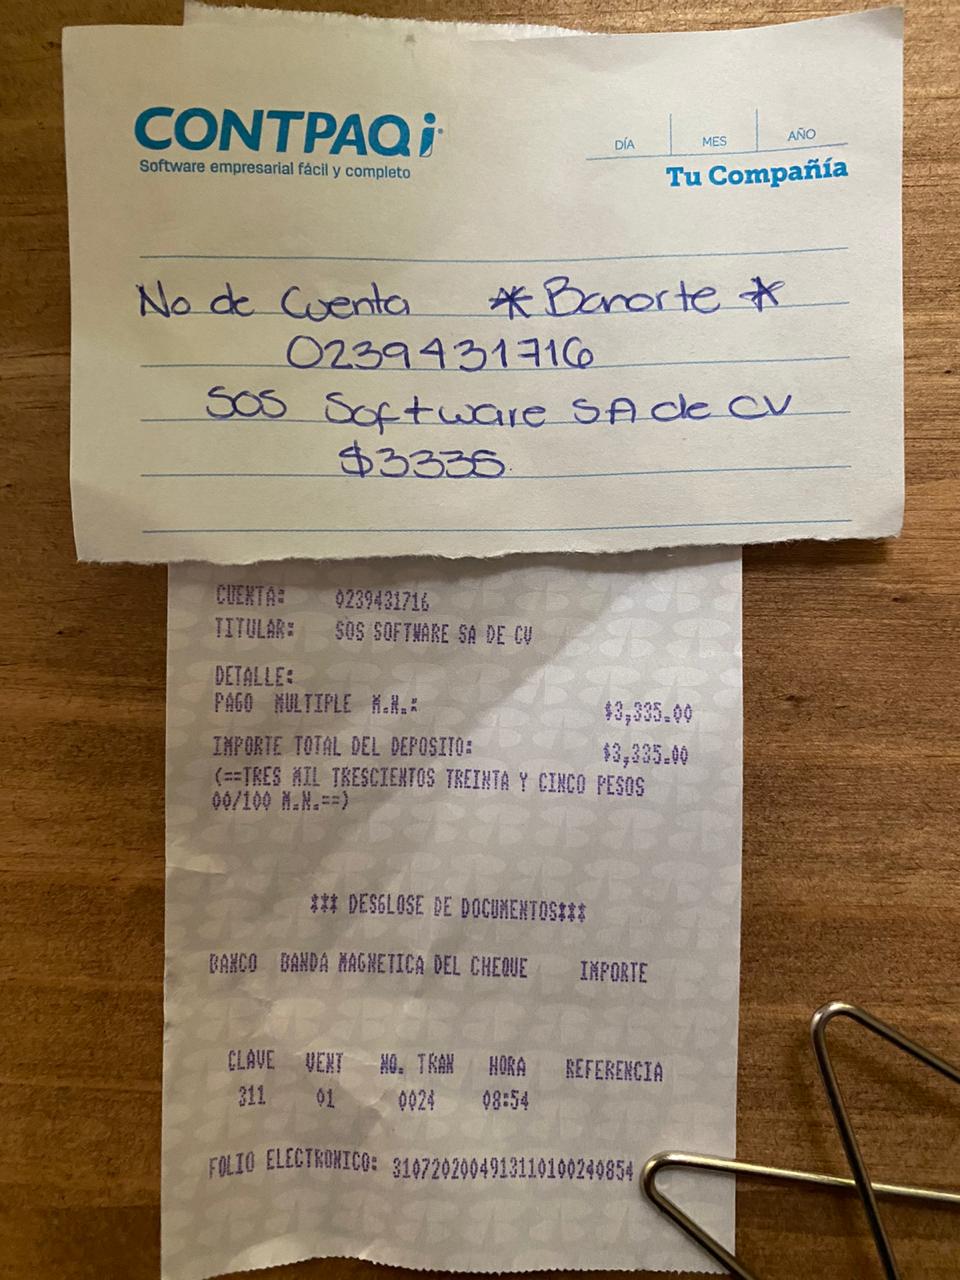 CONTPAQi
Software empresarial fácil y completo
DÍA MES AÑO
Tu Compañía
No de Cuenta * Banorte *
0239431716
SOS Software SA de CV
$3335
CUENTA: 0239431716
TITULAR: SOS SOFTWARE SA DE CV
DETALLE:
PAGO MULTIPLE M.N.: $3,335.00
IMPORTE TOTAL DEL DEPOSITO: $3,335.00
(==TRES MIL TRESCIENTOS TREINTA Y CINCO PESOS
00/100 M.N.==)
*** DESGLOSE DE DOCUMENTOS***
BANCO BANDA MAGNETICA DEL CHEQUE IMPORTE
CLAVE VENT NO. TRAN HORA REFERENCIA
311 01 0024 08:54
FOLIO ELECTRONICO: 3107202004913110100240854